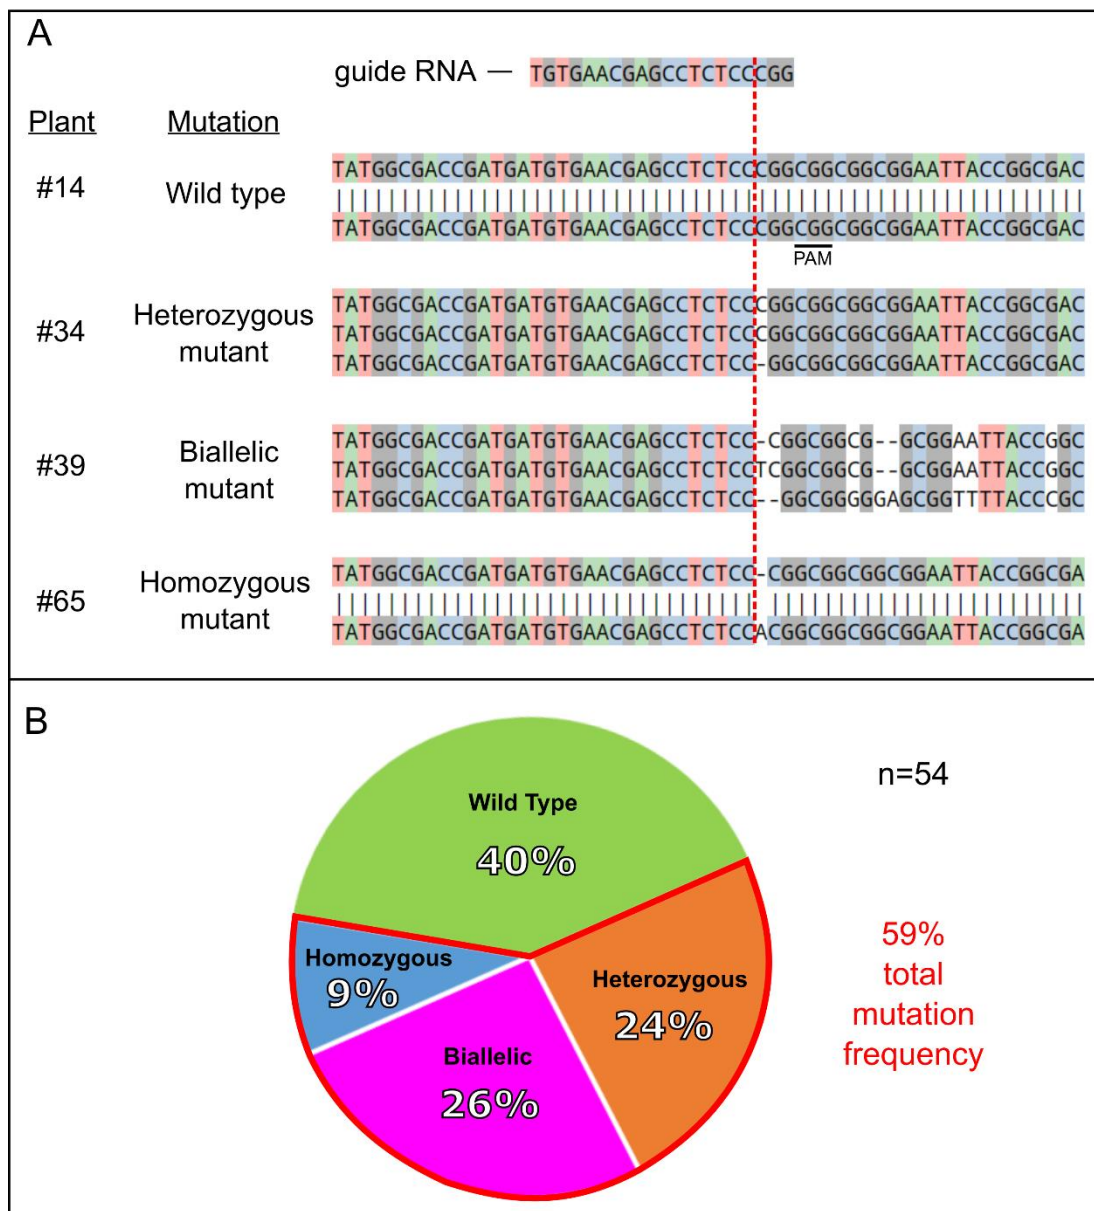 A
guide RNA — TGTGAACGAGCCTCTCCCGG
Plant Mutation
#14 Wild type
TATGGCGACCGATGATGTGAACGAGCCTCTCCCGGCGGCGGCGGAATTACCGGCGAC
TATGGCGACCGATGATGTGAACGAGCCTCTCCCGGCGGCGGCGGAATTACCGGCGAC
PAM
#34 Heterozygous
mutant
TATGGCGACCGATGATGTGAACGAGCCTCTCCCGGCGGCGGCGGAATTACCGGCGAC
TATGGCGACCGATGATGTGAACGAGCCTCTCCCGGCGGCGGCGGAATTACCGGCGAC
TATGGCGACCGATGATGTGAACGAGCCTCTCC-GGCGGCGGCGGAATTACCGGCGAC
#39 Biallelic
mutant
TATGGCGACCGATGATGTGAACGAGCCTCTCC-CGGCGGCG--GCGGAATTACCGGC
TATGGCGACCGATGATGTGAACGAGCCTCTCCTCGGCGGCG--GCGGAATTACCGGC
TATGGCGACCGATGATGTGAACGAGCCTCTCC--GGCGGGGGAGCGGTTTTACCCGC
#65 Homozygous
mutant
TATGGCGACCGATGATGTGAACGAGCCTCTCC-CGGCGGCGGCGGAATTACCGGCGA
TATGGCGACCGATGATGTGAACGAGCCTCTCCACGGCGGCGGCGGAATTACCGGCGA
B
n=54
Wild Type
40%
Homozygous
9%
Heterozygous
24%
Biallelic
26%
59%
total
mutation
frequency